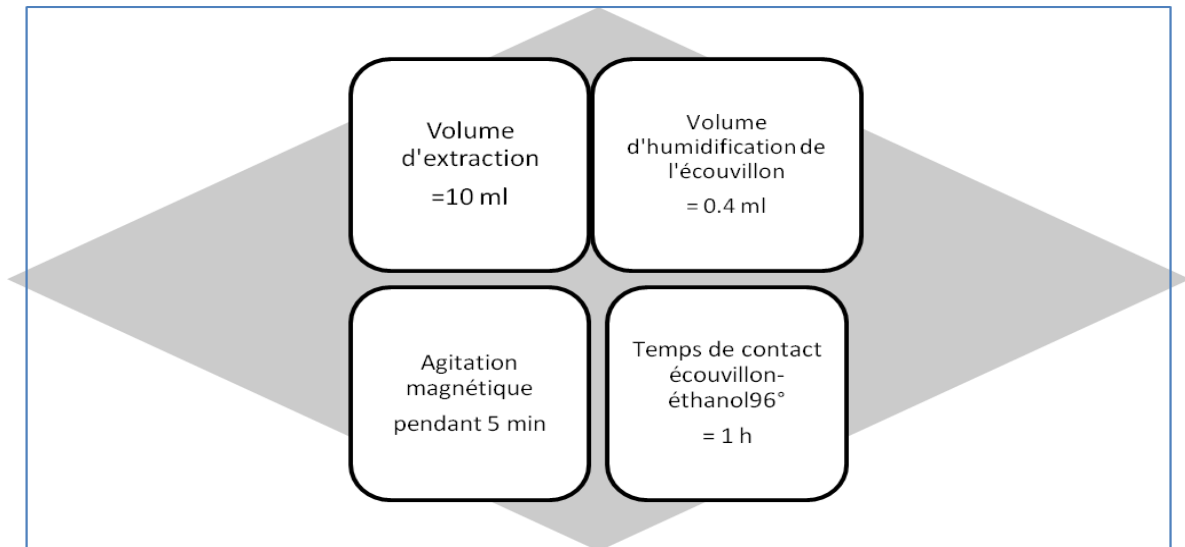 Volume
d'extraction
=10 ml
Volume
d'humidification de
l'écouvillon
= 0.4 ml
Agitation
magnétique
pendant 5 min
Temps de contact
écouvillon-
éthanol96°
= 1 h